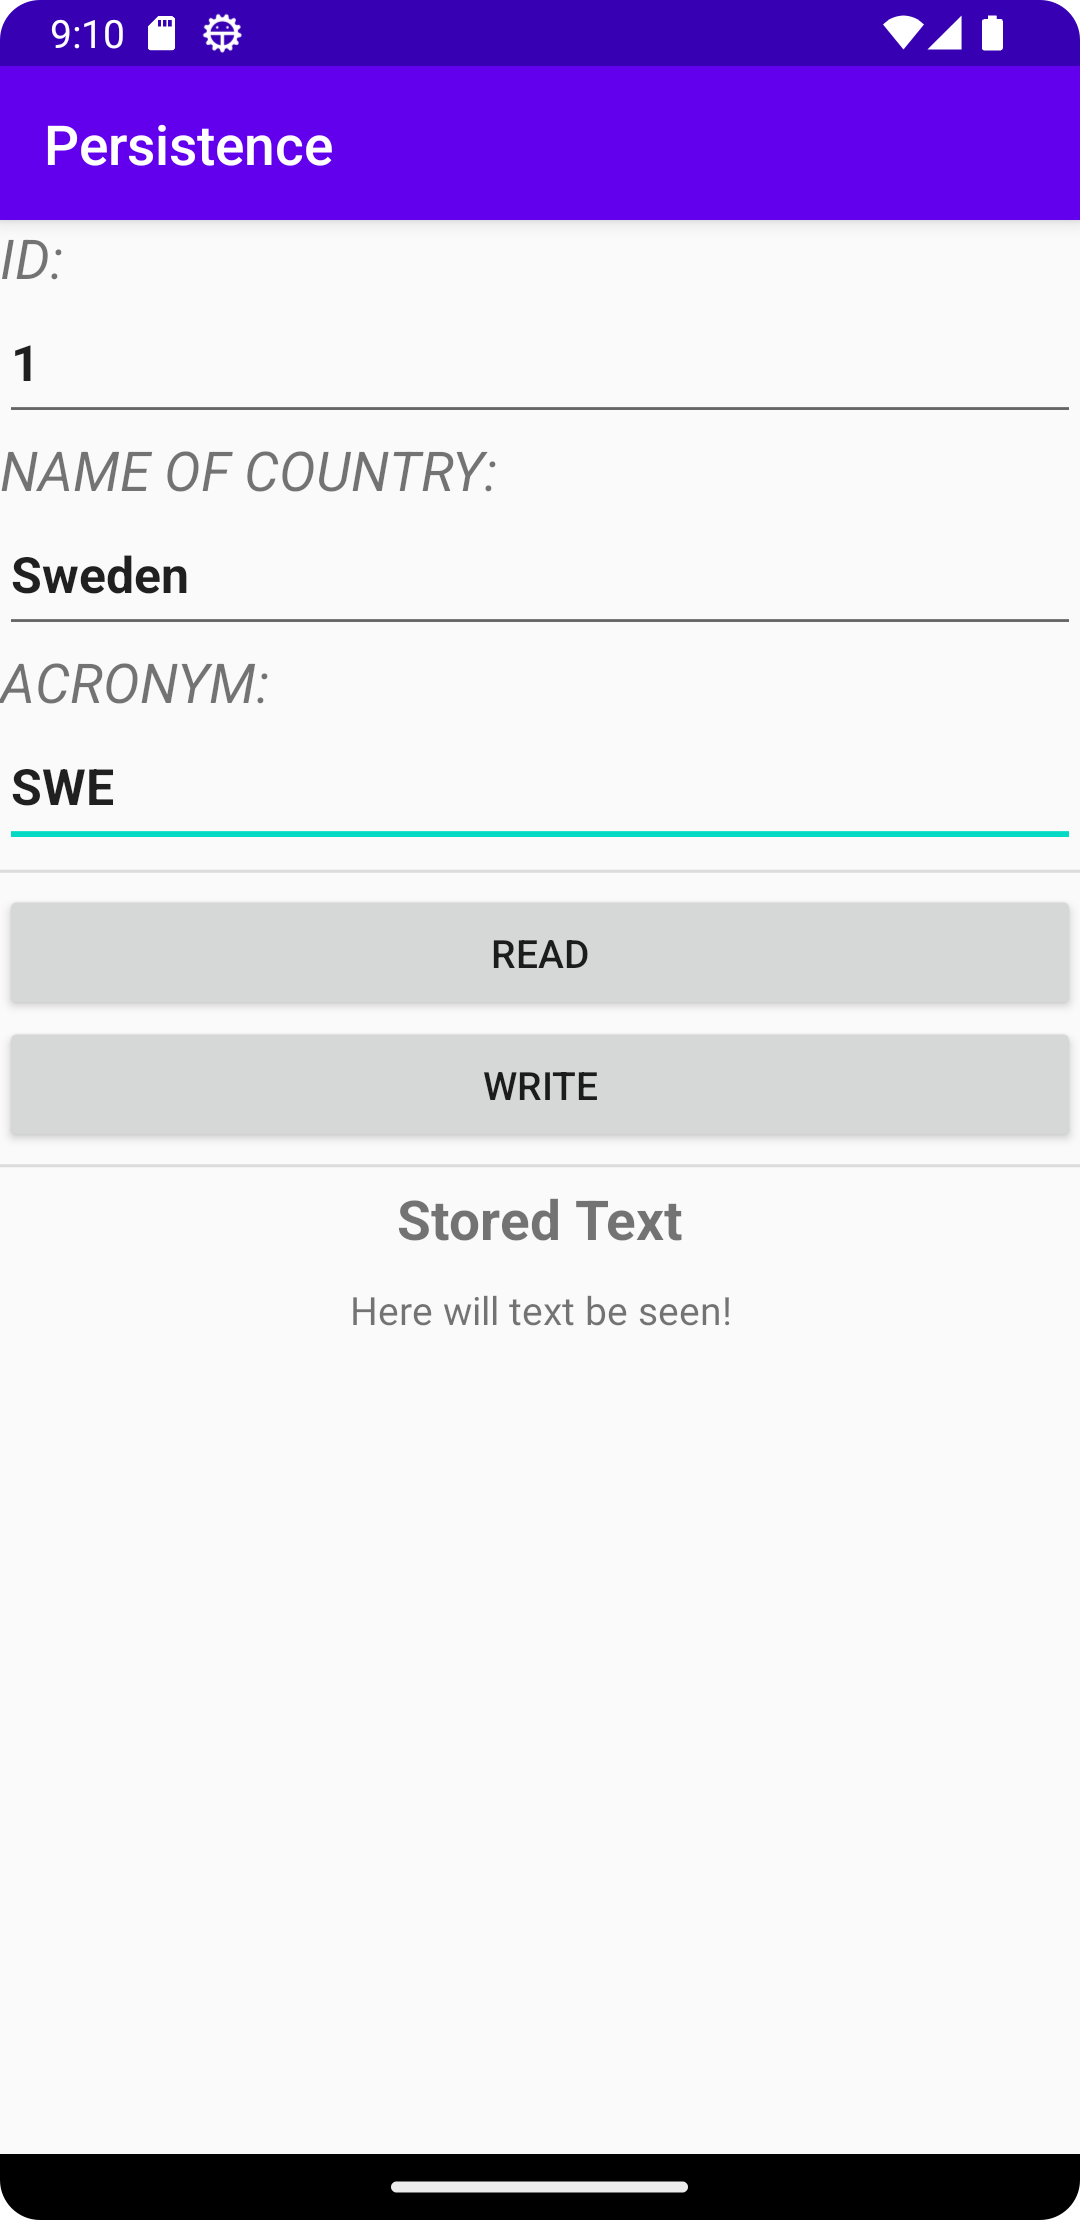 9:10
Persistence
ID:
1
NAME OF COUNTRY:
Sweden
ACRONYM:
SWE
READ
WRITE
Stored Text
Here will text be seen!